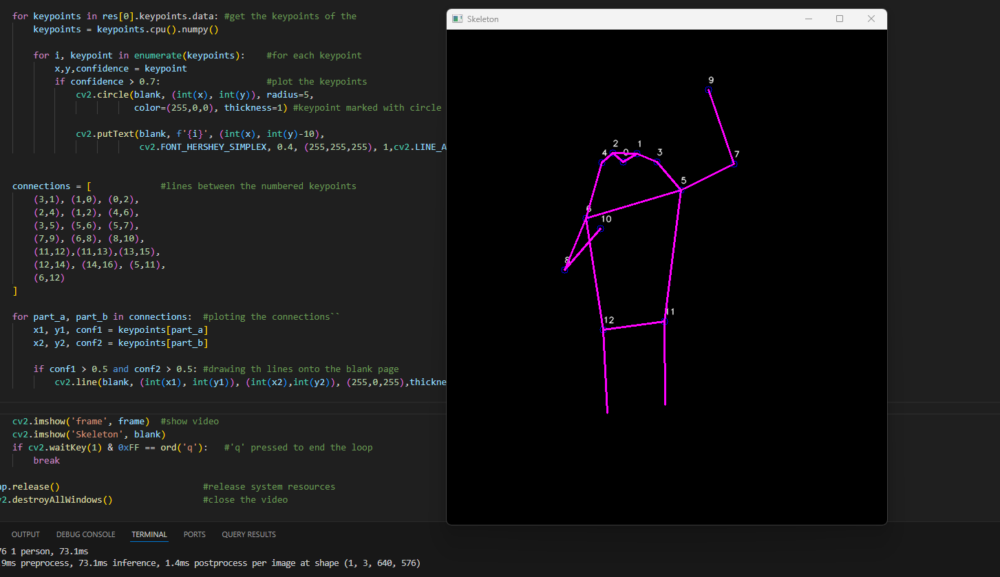 for keypoints in res[0].keypoints.data: #get the keypoints of the
keypoints = keypoints.cpu().numpy()
for i, keypoint in enumerate(keypoints):    #for each keypoint
x,y,confidence = keypoint
if confidence > 0.7:                    #plot the keypoints
cv2.circle(blank, (int(x), int(y)), radius=5,
color=(255,0,0), thickness=1) #keypoint marked with circle
cv2.putText(blank, f'{i}', (int(x), int(y)-10),
cv2.FONT_HERSHEY_SIMPLEX, 0.4, (255,255,255), 1,cv2.LINE_A
connections = [             #lines between the numbered keypoints
(3,1), (1,0), (0,2),
(2,4), (1,2), (4,6),
(3,5), (5,6), (5,7),
(7,9), (6,8), (8,10),
(11,12),(11,13),(13,15),
(12,14), (14,16), (5,11),
(6,12)
]
for part_a, part_b in connections:  #ploting the connections``
x1, y1, conf1 = keypoints[part_a]
x2, y2, conf2 = keypoints[part_b]
if conf1 > 0.5 and conf2 > 0.5: #drawing th lines onto the blank page
cv2.line(blank, (int(x1), int(y1)), (int(x2),int(y2)), (255,0,255),thickne
cv2.imshow('frame', frame)  #show video
cv2.imshow('Skeleton', blank)
if cv2.waitKey(1) & 0xFF == ord('q'):   #'q' pressed to end the loop
break
ap.release()                           #release system resources
v2.destroyAllWindows()                 #close the video
OUTPUT DEBUG CONSOLE TERMINAL PORTS QUERY RESULTS
76 1 person, 73.1ms
9ms preprocess, 73.1ms inference, 1.4ms postprocess per image at shape (1, 3, 640, 576)
Skeleton
9
2 1
4 0 3 7
5
6
10
8
11
12